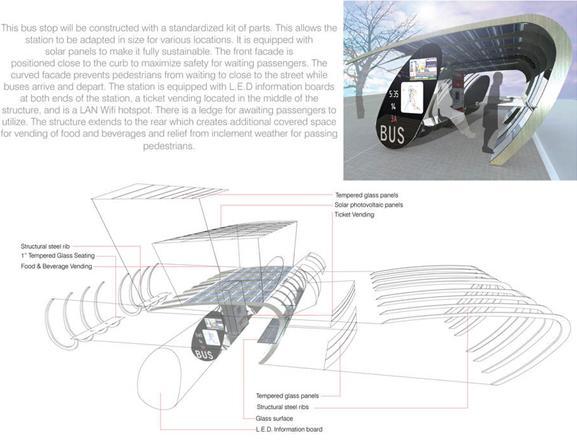 This bus stop will be constructed with a standardized kit of parts. This allows the
station to be adapted in size for various locations. It is equipped with
solar panels to make it fully sustainable. The front facade is
positioned close to the curb to maximize safety for waiting passengers. The
curved facade prevents pedestrians from waiting to close to the street while
buses arrive and depart. The station is equipped with L.E.D information boards
at both ends of the station, a ticket vending located in the middle of the
structure, and is a LAN Wifi hotspot. There is a ledge for awaiting passengers to
utilize. The structure extends to the rear which creates additional covered space
for vending of food and beverages and relief from inclement weather for passing
pedestrians.
5:35
14
3A
BUS
Tempered glass panels
Solar photovoltaic panels
Ticket Vending
Structural steel rib
1" Tempered Glass Seating
Food & Beverage Vending
BUS
Tempered glass panels
Structural steel ribs
Glass surface
L.E.D. Information board